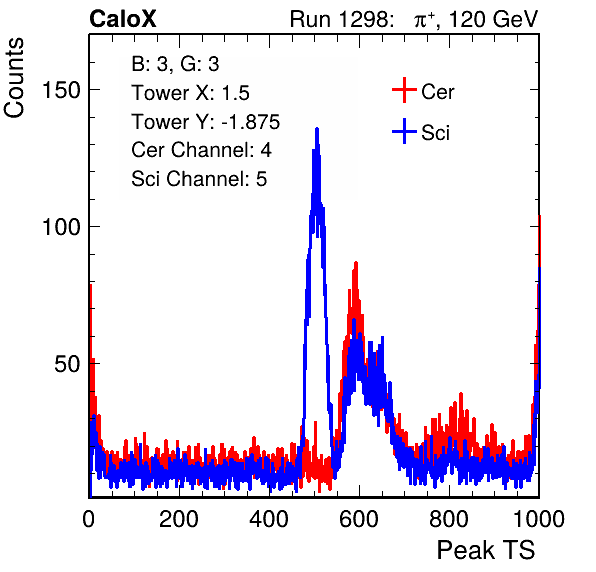 CaloX Run 1298: π⁺, 120 GeV
Counts
B: 3, G: 3
Tower X: 1.5
Tower Y: -1.875
Cer Channel: 4
Sci Channel: 5
Cer
Sci
150
100
50
0 200 400 600 800 1000
Peak TS